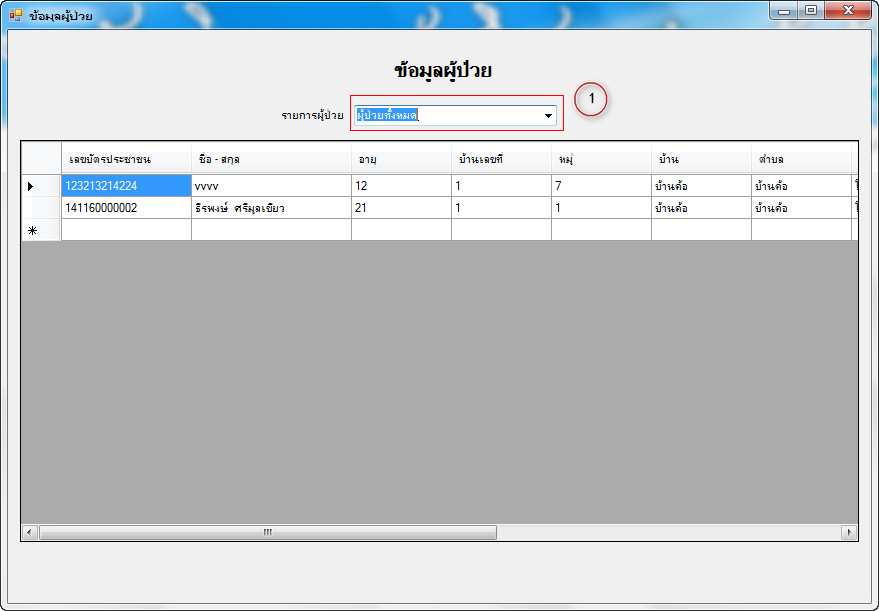 ข้อมูลผู้ป่วย
ข้อมูลผู้ป่วย
รายการผู้ป่วย ผู้ป่วยทั้งหมด 1
เลขบัตรประชาชน ชื่อ - สกุล อายุ บ้านเลขที่ หมู่ บ้าน ตำบล
123213214224 vvvv 12 1 7 บ้านค้อ บ้านค้อ
141160000002 ธีรพงษ์ ศรีมูลเขียว 21 1 1 บ้านค้อ บ้านค้อ